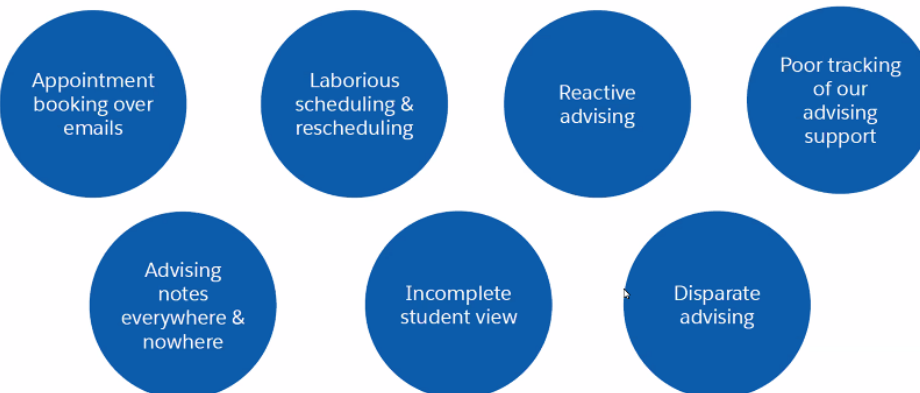 Appointment
booking over
emails
Laborious
scheduling &
rescheduling
Reactive
advising
Poor tracking
of our
advising
support
Advising
notes
everywhere &
nowhere
Incomplete
student view
Disparate
advising